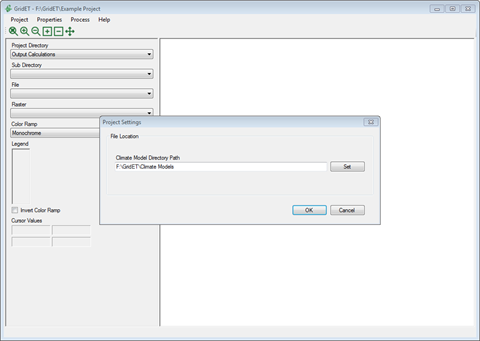 GridET - F:\GridET\Example Project
Project Properties Process Help
Project Directory
Output Calculations
Sub Directory
File
Raster
Color Ramp
Monochrome
Legend
Invert Color Ramp
Cursor Values
Project Settings
File Location
Climate Model Directory Path
F:\GridET\Climate Models
Set
OK
Cancel